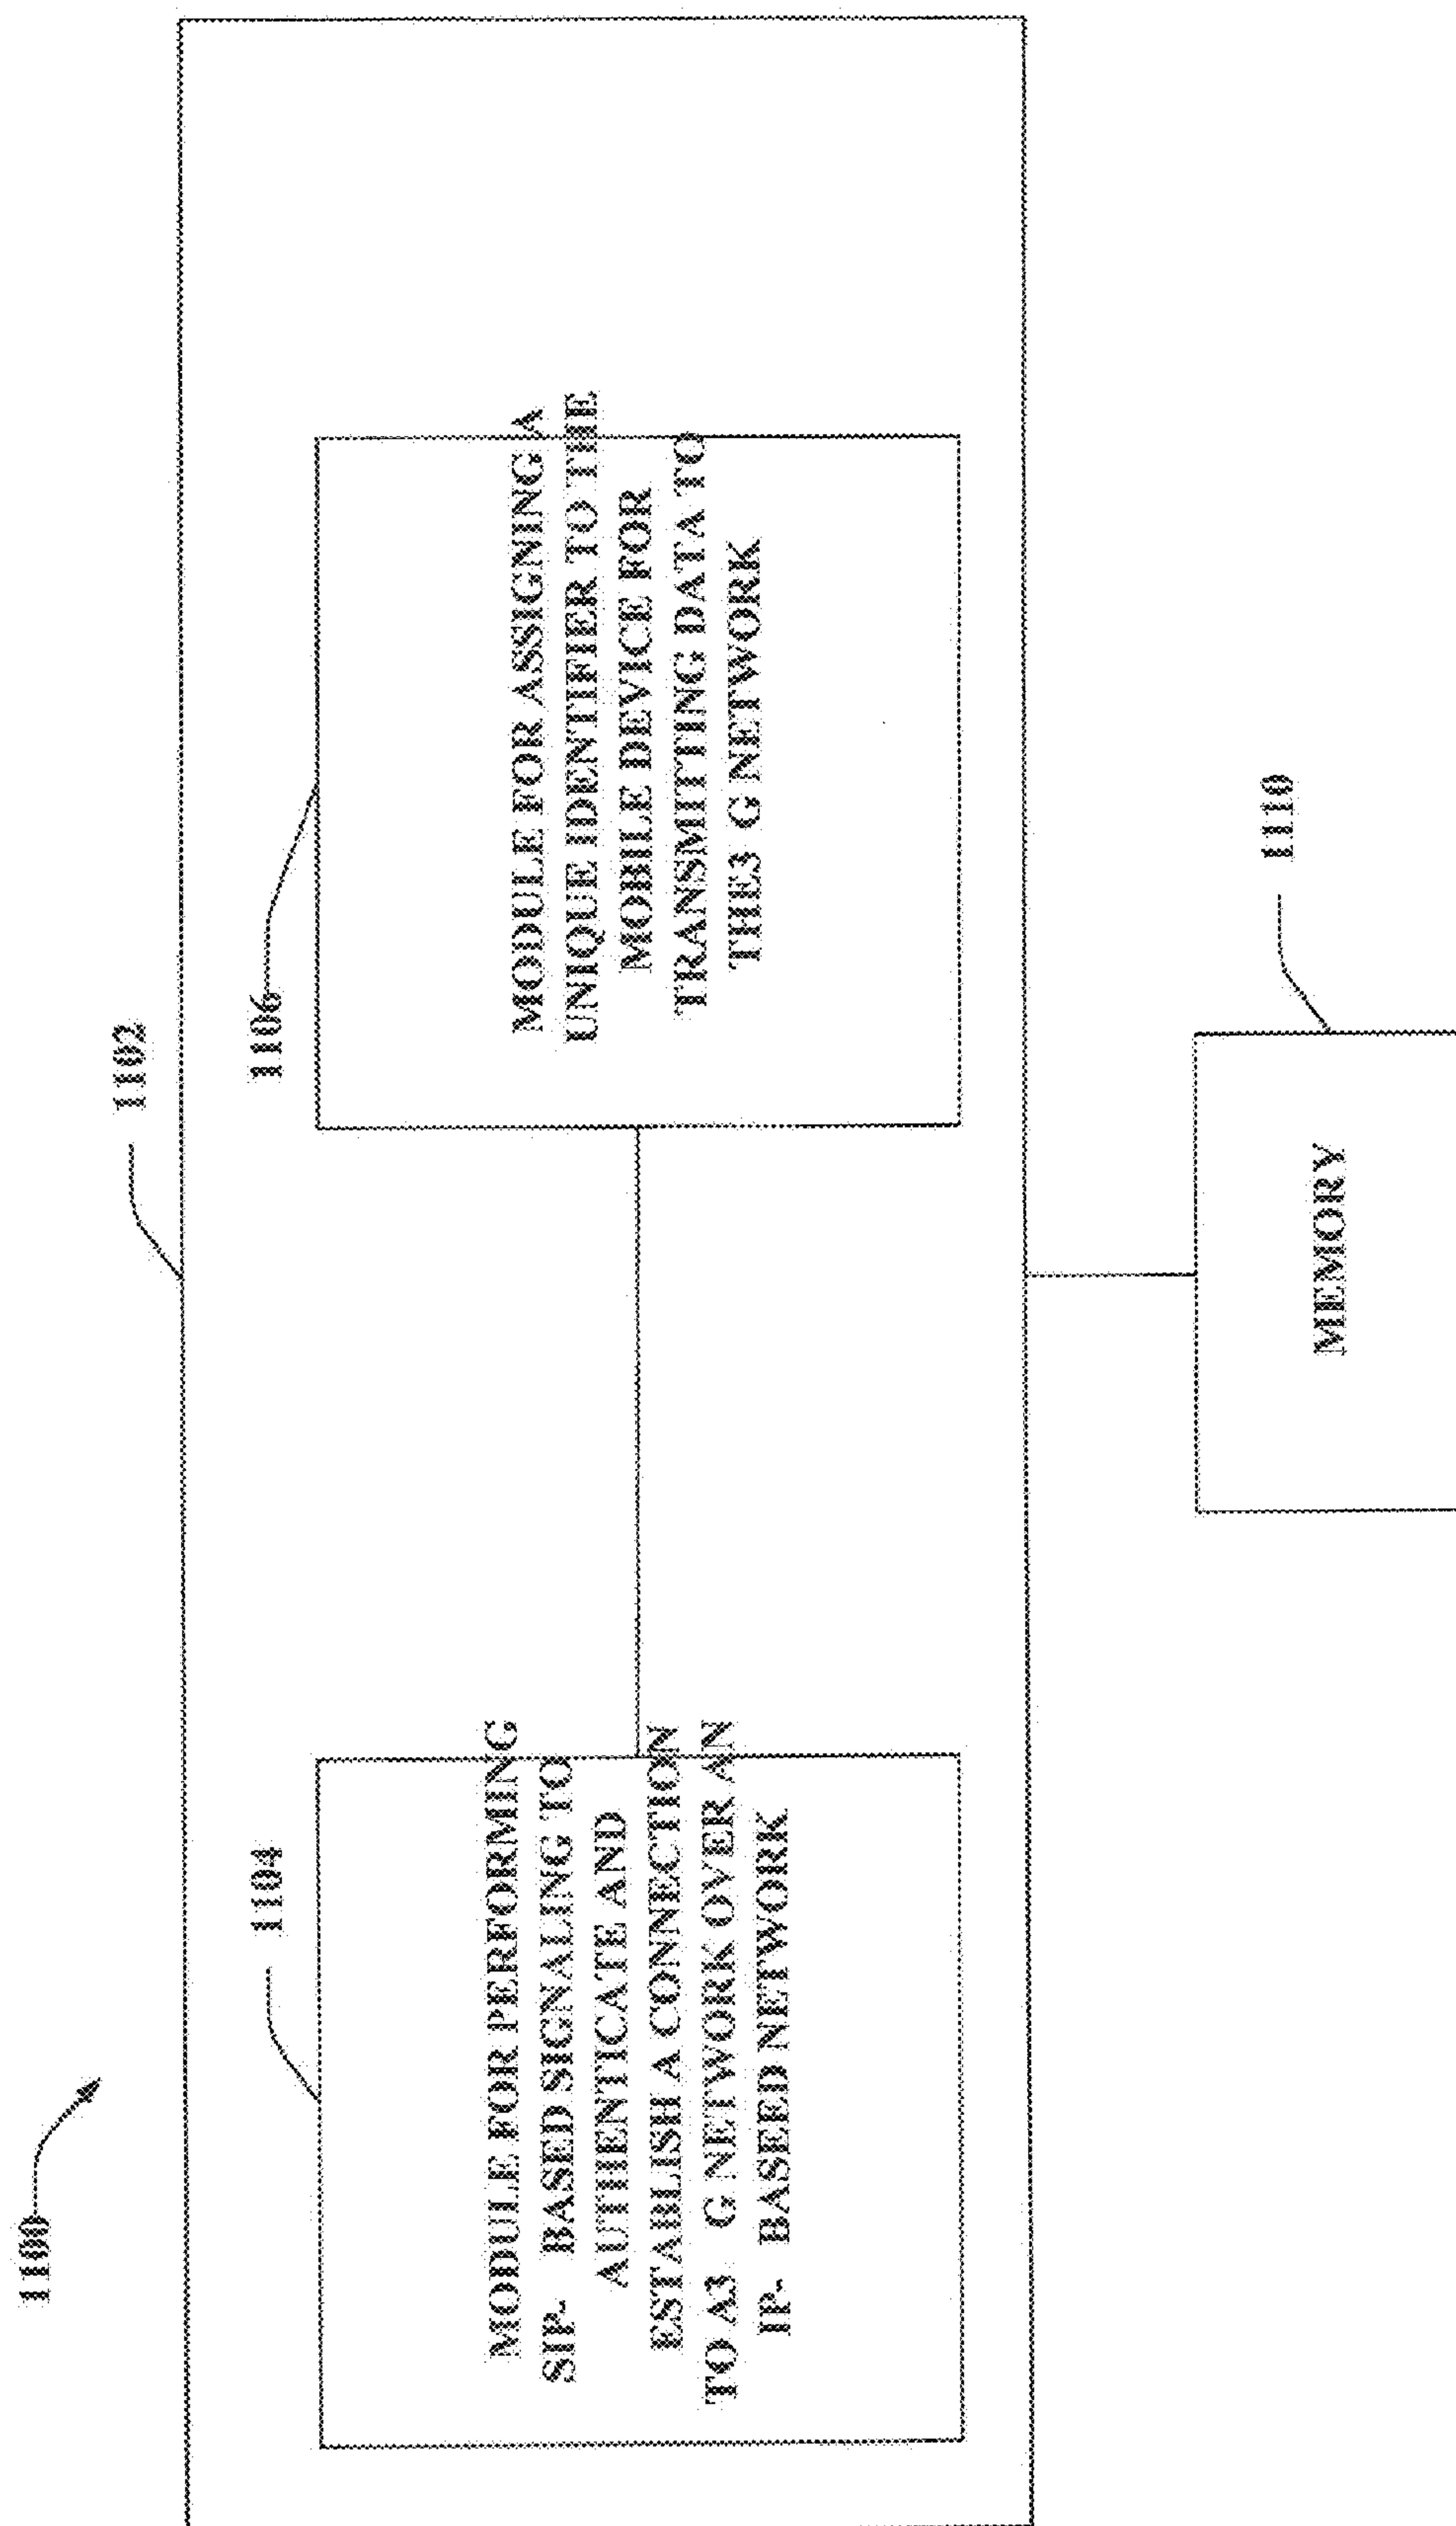 1100
1102
1104
MODULE FOR PERFORMING
SIP- BASED SIGNALING TO
AUTHENTICATE AND
ESTABLISH A CONNECTION
TO A3 G NETWORK OVER AN
IP- BASED NETWORK
1106
MODULE FOR ASSIGNING A
UNIQUE IDENTIFIER TO THE
MOBILE DEVICE FOR
TRANSMITTING DATA TO
THE3 G NETWORK
1110
MEMORY